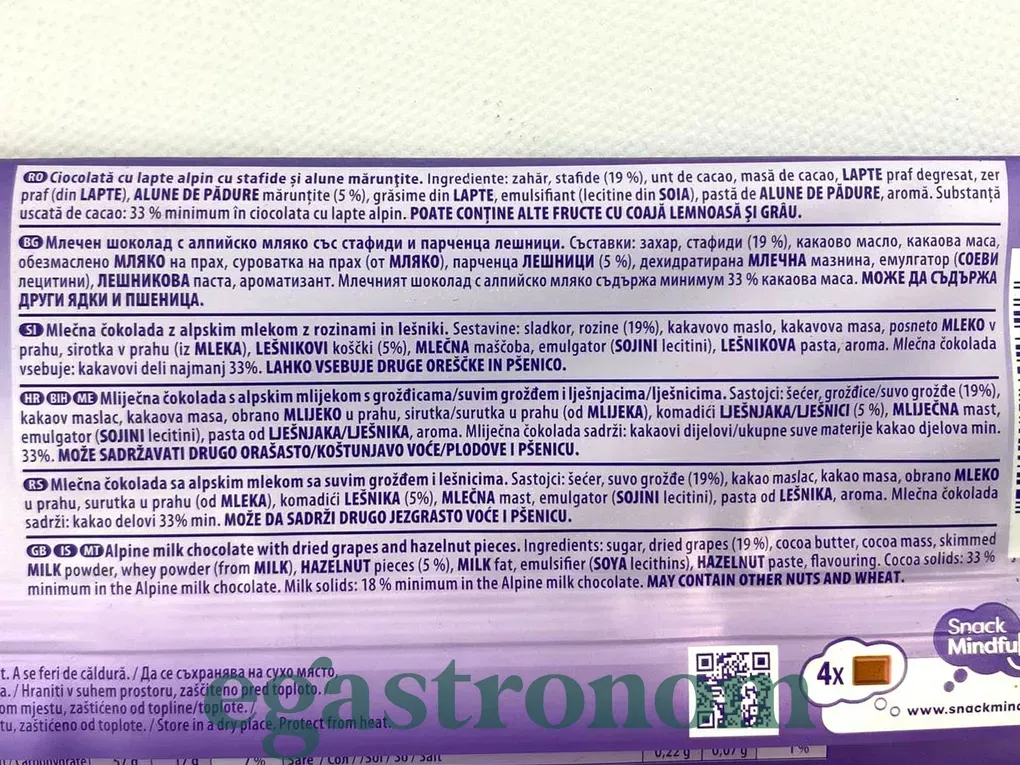 RO Ciocolată cu lapte alpin cu stafide și alune mărunțite. Ingrediente: zahăr, stafide (19 %), unt de cacao, masă de cacao, LAPTE praf degresat, zer
praf (din LAPTE), ALUNE DE PĂDURE mărunțite (5 %), grăsime din LAPTE, emulsifiant (lecitine din SOIA), pastă de ALUNE DE PĂDURE, aromă. Substanță
uscată de cacao: 33 % minimum în ciocolata cu lapte alpin. POATE CONȚINE ALTE FRUCTE CU COAJĂ LEMNOASĂ ȘI GRÂU.
BG Млечен шоколад с алпийско мляко със стафиди и парченца лешници. Съставки: захар, стафиди (19 %), какаово масло, какаова маса,
обезмаслено МЛЯКО на прах, суроватка на прах (от МЛЯКО), парченца ЛЕШНИЦИ (5 %), дехидратирана МЛЕЧНА мазнина, емулгатор (СОЕВИ
лецитини), ЛЕШНИКОВА паста, ароматизант. Млечният шоколад с алпийско мляко съдържа минимум 33 % какаова маса. МОЖЕ ДА СЪДЪРЖА
ДРУГИ ЯДКИ И ПШЕНИЦА.
SI Mlečna čokolada z alpskim mlekom z rozinami in lešniki. Sestavine: sladkor, rozine (19%), kakavovo maslo, kakavova masa, posneto MLEKO v
prahu, sirotka v prahu (iz MLEKA), LEŠNIKOVI koščki (5%), MLEČNA maščoba, emulgator (SOJINI lecitini), LEŠNIKOVA pasta, aroma. Mlečna čokolada
vsebuje: kakavovi deli najmanj 33%. LAHKO VSEBUJE DRUGE OREŠČKE IN PŠENICO.
HR BIH ME Mliječna čokolada s alpskim mlijekom s grožđicama/suvim grožđem i lješnjacima/lješnicima. Sastojci: šećer, grožđice/suvo grožđe (19%),
kakaov maslac, kakaova masa, obrano MLIJEKO u prahu, sirutka/surutka u prahu (od MLIJEKA), komadići LJEŠNJAKA/LJEŠNICI (5 %), MLIJEČNA mast,
emulgator (SOJINI lecitini), pasta od LJEŠNJAKA/LJEŠNIKA, aroma. Mliječna čokolada sadrži: kakaovi dijelovi/ukupne suve materije kakao djelova min.
33%. MOŽE SADRŽAVATI DRUGO ORAŠASTO/KOŠTUNJAVO VOĆE/PLODOVE I PŠENICU.
RS Mlečna čokolada sa alpskim mlekom sa suvim grožđem i lešnicima. Sastojci: šećer, suvo grožđe (19%), kakao maslac, kakao masa, obrano MLEKO
u prahu, surutka u prahu (od MLEKA), komadići LEŠNIKA (5%), MLEČNA mast, emulgator (SOJINI lecitini), pasta od LEŠNIKA, aroma. Mlečna čokolada
sadrži: kakao delovi 33% min. MOŽE DA SADRŽI DRUGO JEZGRASTO VOĆE I PŠENICU.
GB IS MT Alpine milk chocolate with dried grapes and hazelnut pieces. Ingredients: sugar, dried grapes (19 %), cocoa butter, cocoa mass, skimmed
MILK powder, whey powder (from MILK), HAZELNUT pieces (5 %), MILK fat, emulsifier (SOYA lecithins), HAZELNUT paste, flavouring. Cocoa solids: 33 %
minimum in the Alpine milk chocolate. Milk solids: 18 % minimum in the Alpine milk chocolate. MAY CONTAIN OTHER NUTS AND WHEAT.
Snack
Mindful
4x
www.snackmind
t. A se feri de căldură. / Да се съхранява на сухо място,
a. / Hraniti v suhem prostoru, zaščiteno pred toploto. /
om mjestu, zaštićeno od topline/toplote. /
tu, zaštićeno od toplote. / Store in a dry place. Protect from heat.
egastronom
0,22 g 0,07 g 1%